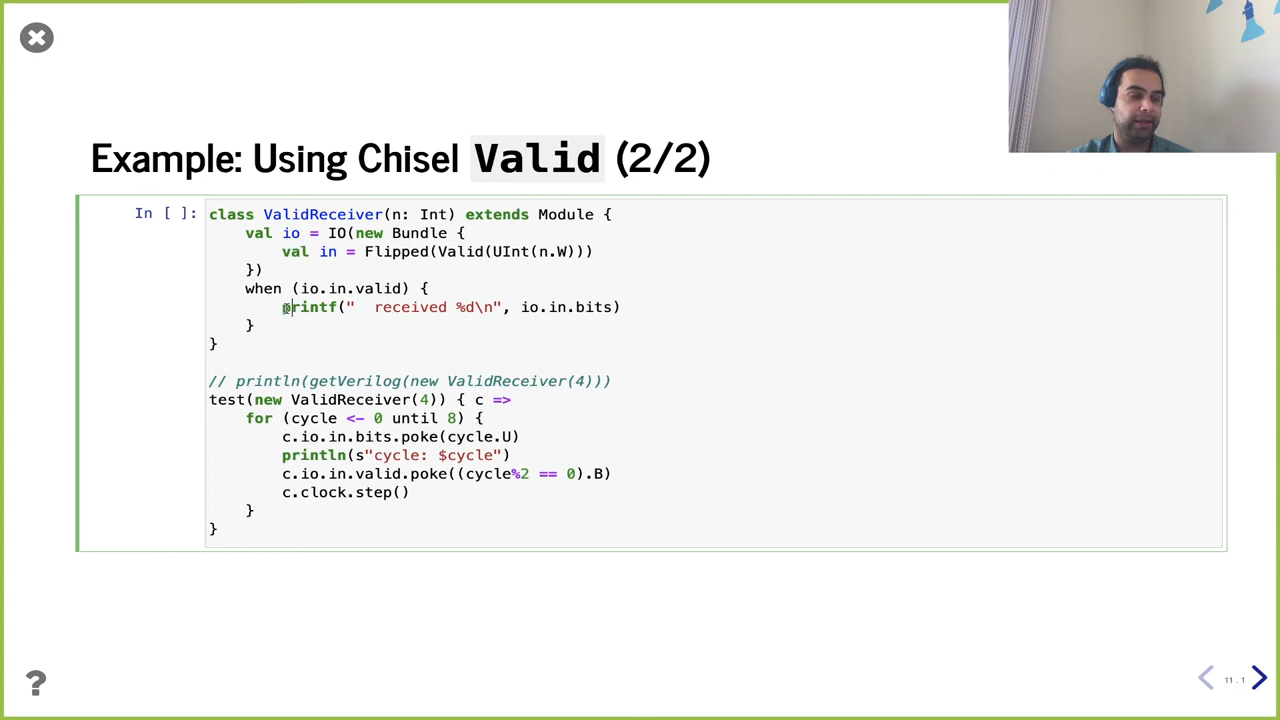 Example: Using Chisel Valid (2/2)
In [ ]:
class ValidReceiver(n: Int) extends Module {
    val io = IO(new Bundle {
        val in = Flipped(Valid(UInt(n.W)))
    })
    when (io.in.valid) {
        printf("  received %d\n", io.in.bits)
    }
}

// println(getVerilog(new ValidReceiver(4)))
test(new ValidReceiver(4)) { c =>
    for (cycle <- 0 until 8) {
        c.io.in.bits.poke(cycle.U)
        println(s"cycle: $cycle")
        c.io.in.valid.poke((cycle%2 == 0).B)
        c.clock.step()
    }
}
?
11.1